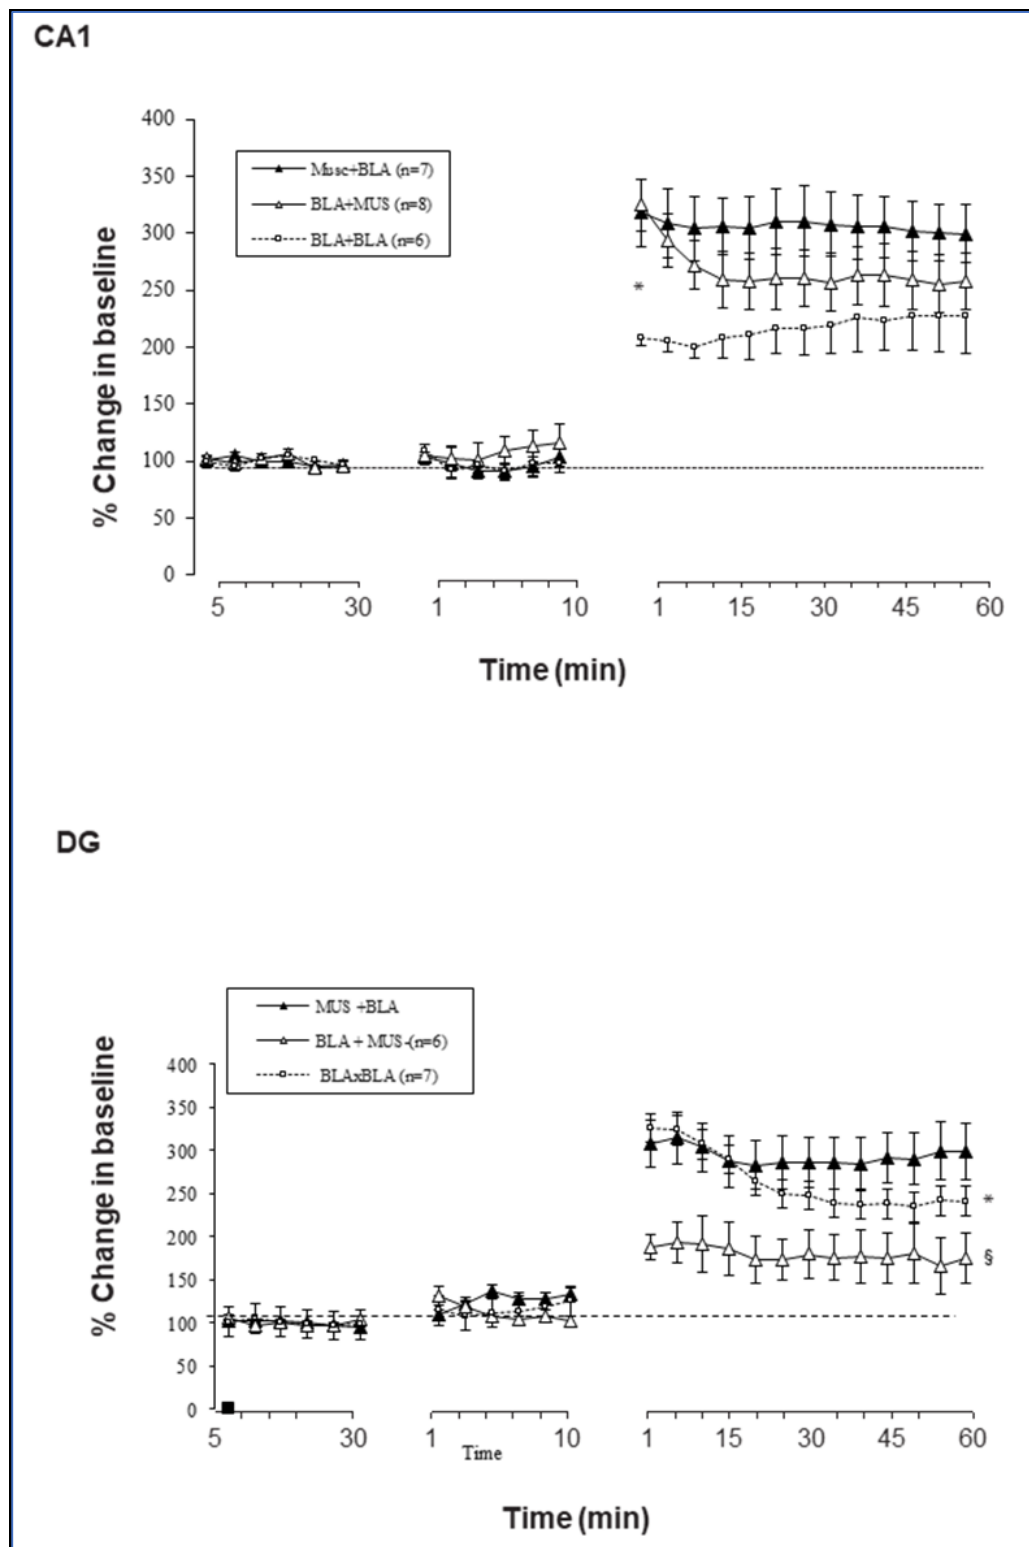 CA1
400
350
300
250
200
150
100
50
0
% Change in baseline
Musc+BLA (n=7)
BLA+MUS (n=8)
BLA+BLA (n=6)
*
5 30 1 10 1 15 30 45 60
Time (min)
DG
MUS +BLA
BLA + MUS-(n=6)
BLAxBLA (n=7)
400
350
300
250
200
150
100
50
0
% Change in baseline
*
§
5 30 1 10 1 15 30 45 60
Time
Time (min)